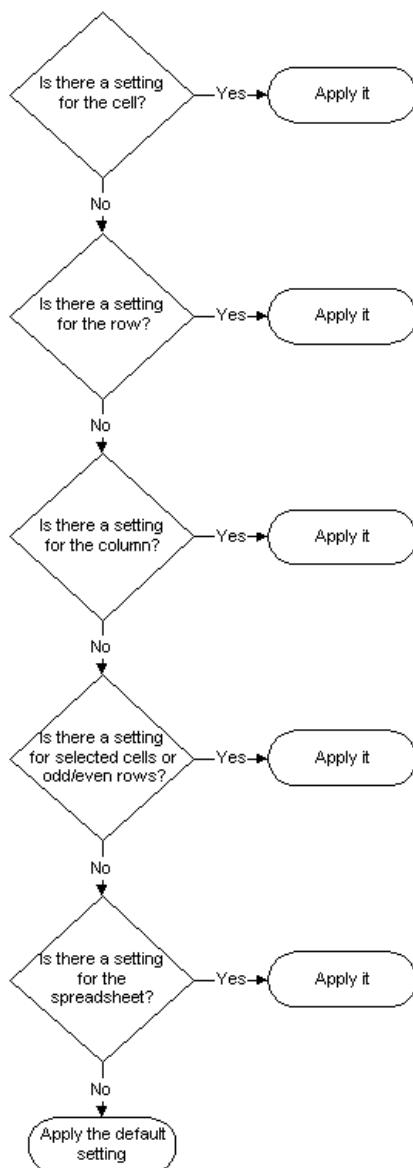 Is there a setting
for the cell?
Yes
Apply it
No
Is there a setting
for the row?
Yes
Apply it
No
Is there a setting
for the column?
Yes
Apply it
No
Is there a setting
for selected cells or
odd/even rows?
Yes
Apply it
No
Is there a setting
for the
spreadsheet?
Yes
Apply it
No
Apply the default
setting